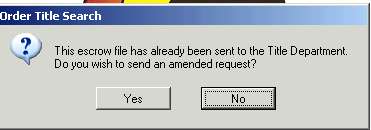 Order Title Search
This escrow file has already been sent to the Title Department.
Do you wish to send an amended request?
Yes
No